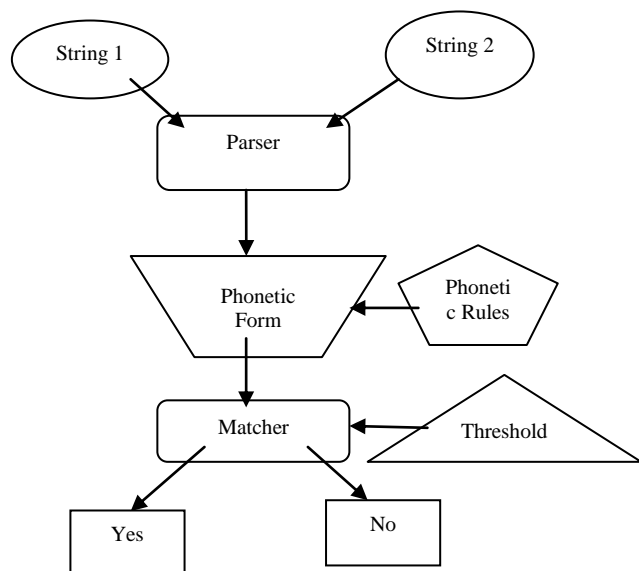 String 1
String 2
Parser
Phonetic
Form
Phoneti
c Rules
Matcher
Threshold
Yes
No